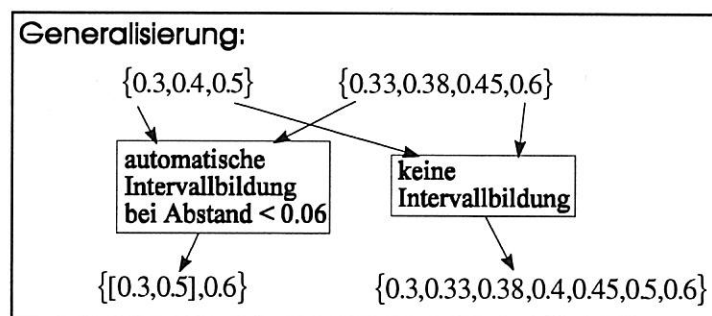 Generalisierung:
{0.3,0.4,0.5} {0.33,0.38,0.45,0.6}
automatische
Intervallbildung
bei Abstand < 0.06
keine
Intervallbildung
{[0.3,0.5],0.6} {0.3,0.33,0.38,0.4,0.45,0.5,0.6}